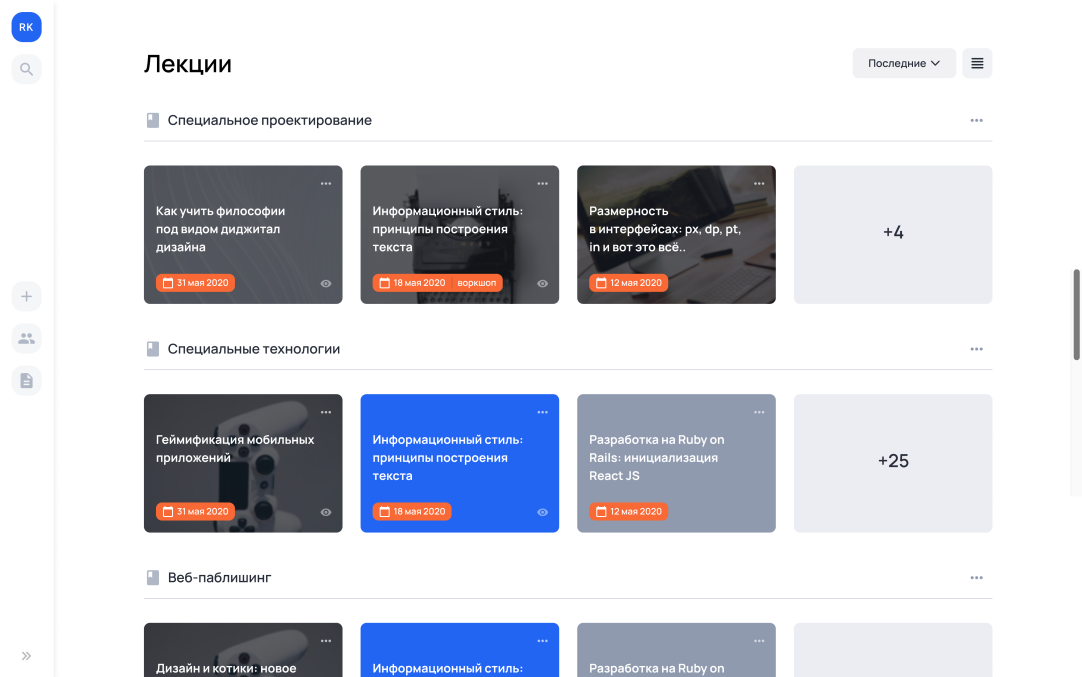 RK
Лекции
Последние
Специальное проектирование
Как учить философии
под видом диджитал
дизайна
31 мая 2020
Информационный стиль:
принципы построения
текста
18 мая 2020 воркшоп
Размерность
в интерфейсах: px, dp, pt,
in и вот это всё..
12 мая 2020
+4
Специальные технологии
Геймификация мобильных
приложений
31 мая 2020
Информационный стиль:
принципы построения
текста
18 мая 2020
Разработка на Ruby on
Rails: инициализация
React JS
12 мая 2020
+25
Веб-паблишинг
Дизайн и котики: новое
Информационный стиль:
Разработка на Ruby on